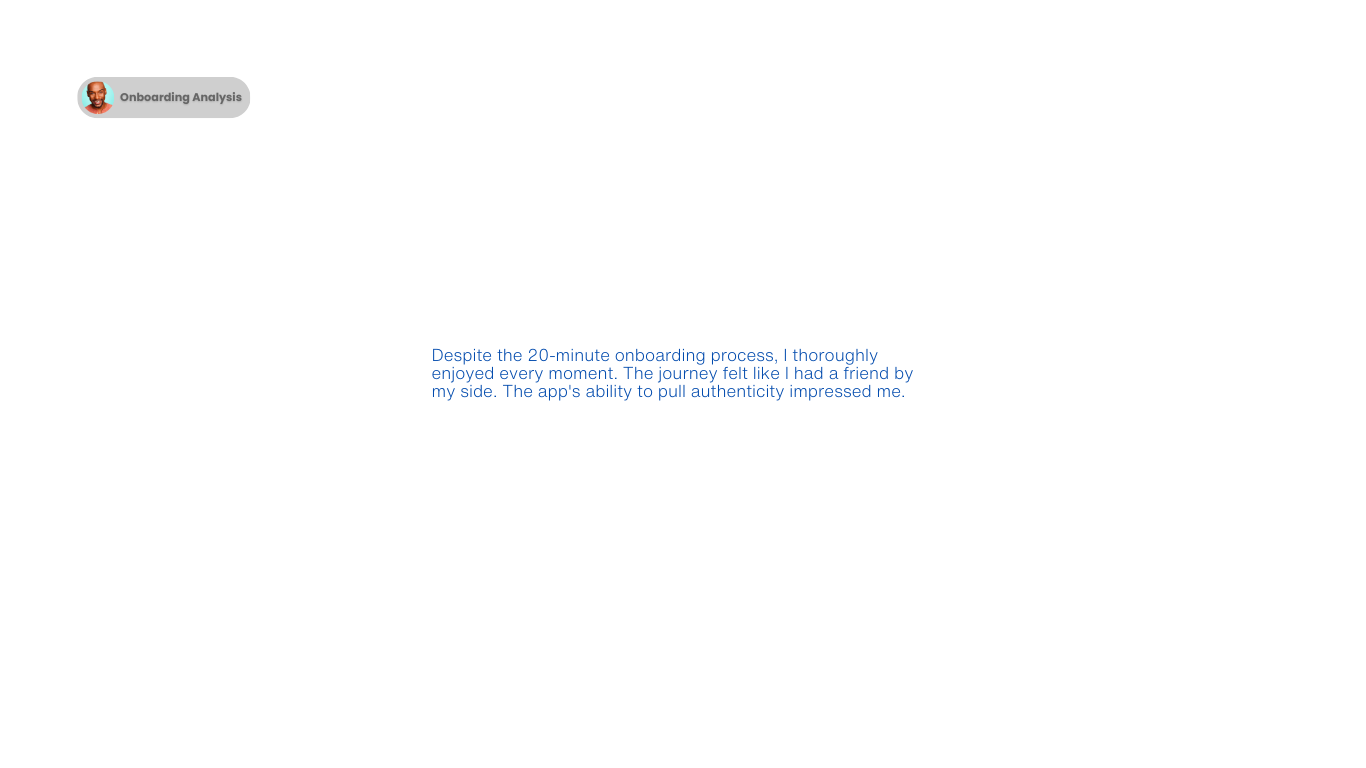 Onboarding Analysis
Despite the 20-minute onboarding process, I thoroughly
enjoyed every moment. The journey felt like I had a friend by
my side. The app's ability to pull authenticity impressed me.